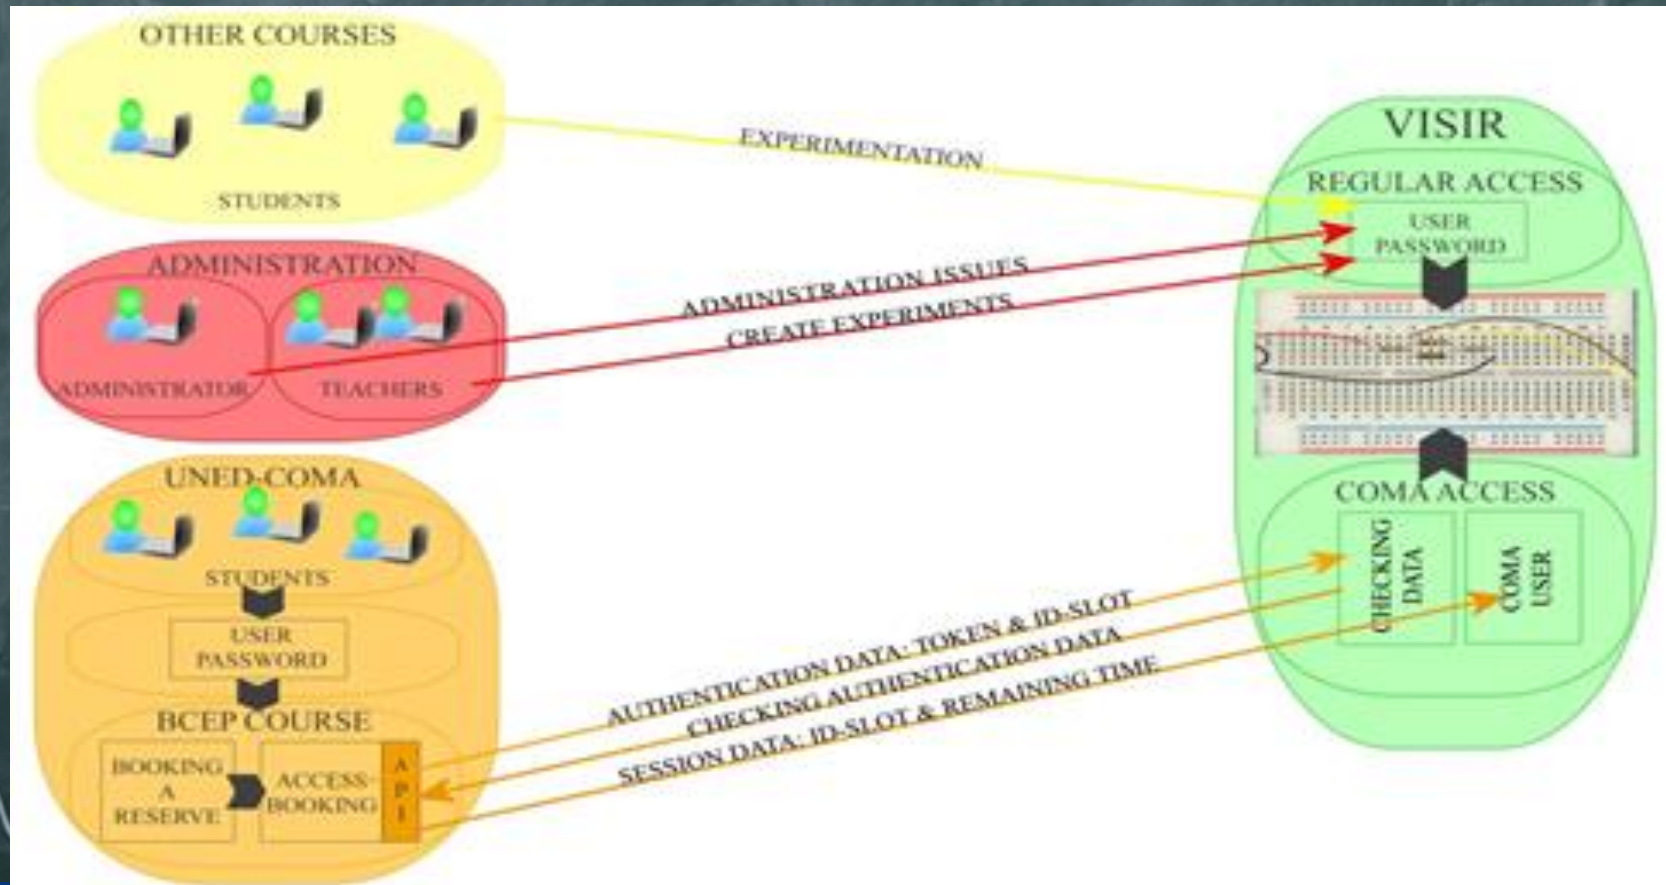 OTHER COURSES
STUDENTS
EXPERIMENTATION
ADMINISTRATION
ADMINISTRATOR
TEACHERS
ADMINISTRATION ISSUES
CREATE EXPERIMENTS
UNED-COMA
STUDENTS
USER
PASSWORD
BCEP COURSE
BOOKING
A
RESERVE
ACCESS
BOOKING
API
AUTHENTICATION DATA: TOKEN & ID-SLOT
CHECKING AUTHENTICATION DATA
SESSION DATA: ID-SLOT & REMAINING TIME
VISIR
REGULAR ACCESS
USER
PASSWORD
COMA ACCESS
CHECKING
DATA
COMA
USER